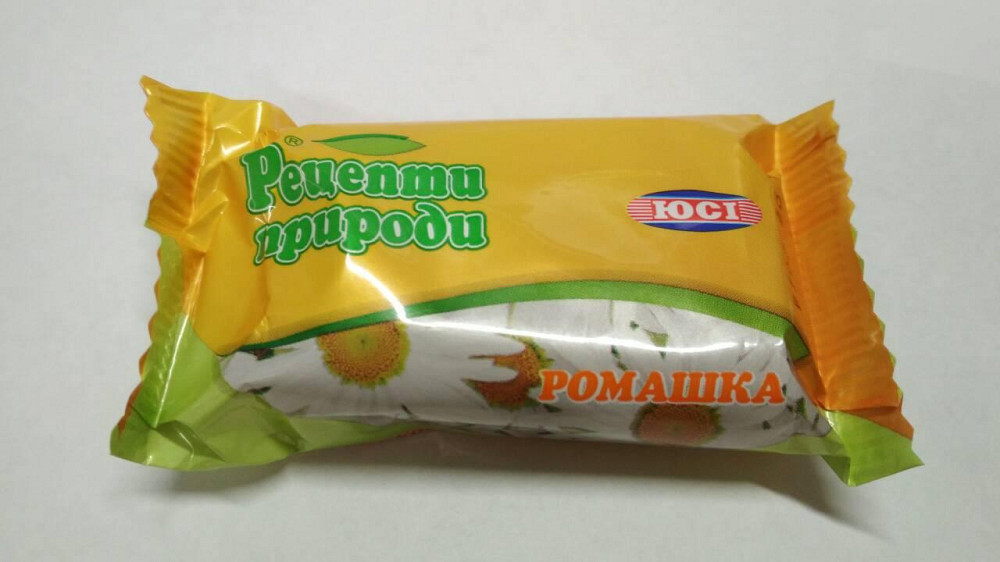 ®
Рецепти
природи
ЮСІ
РОМАШКА